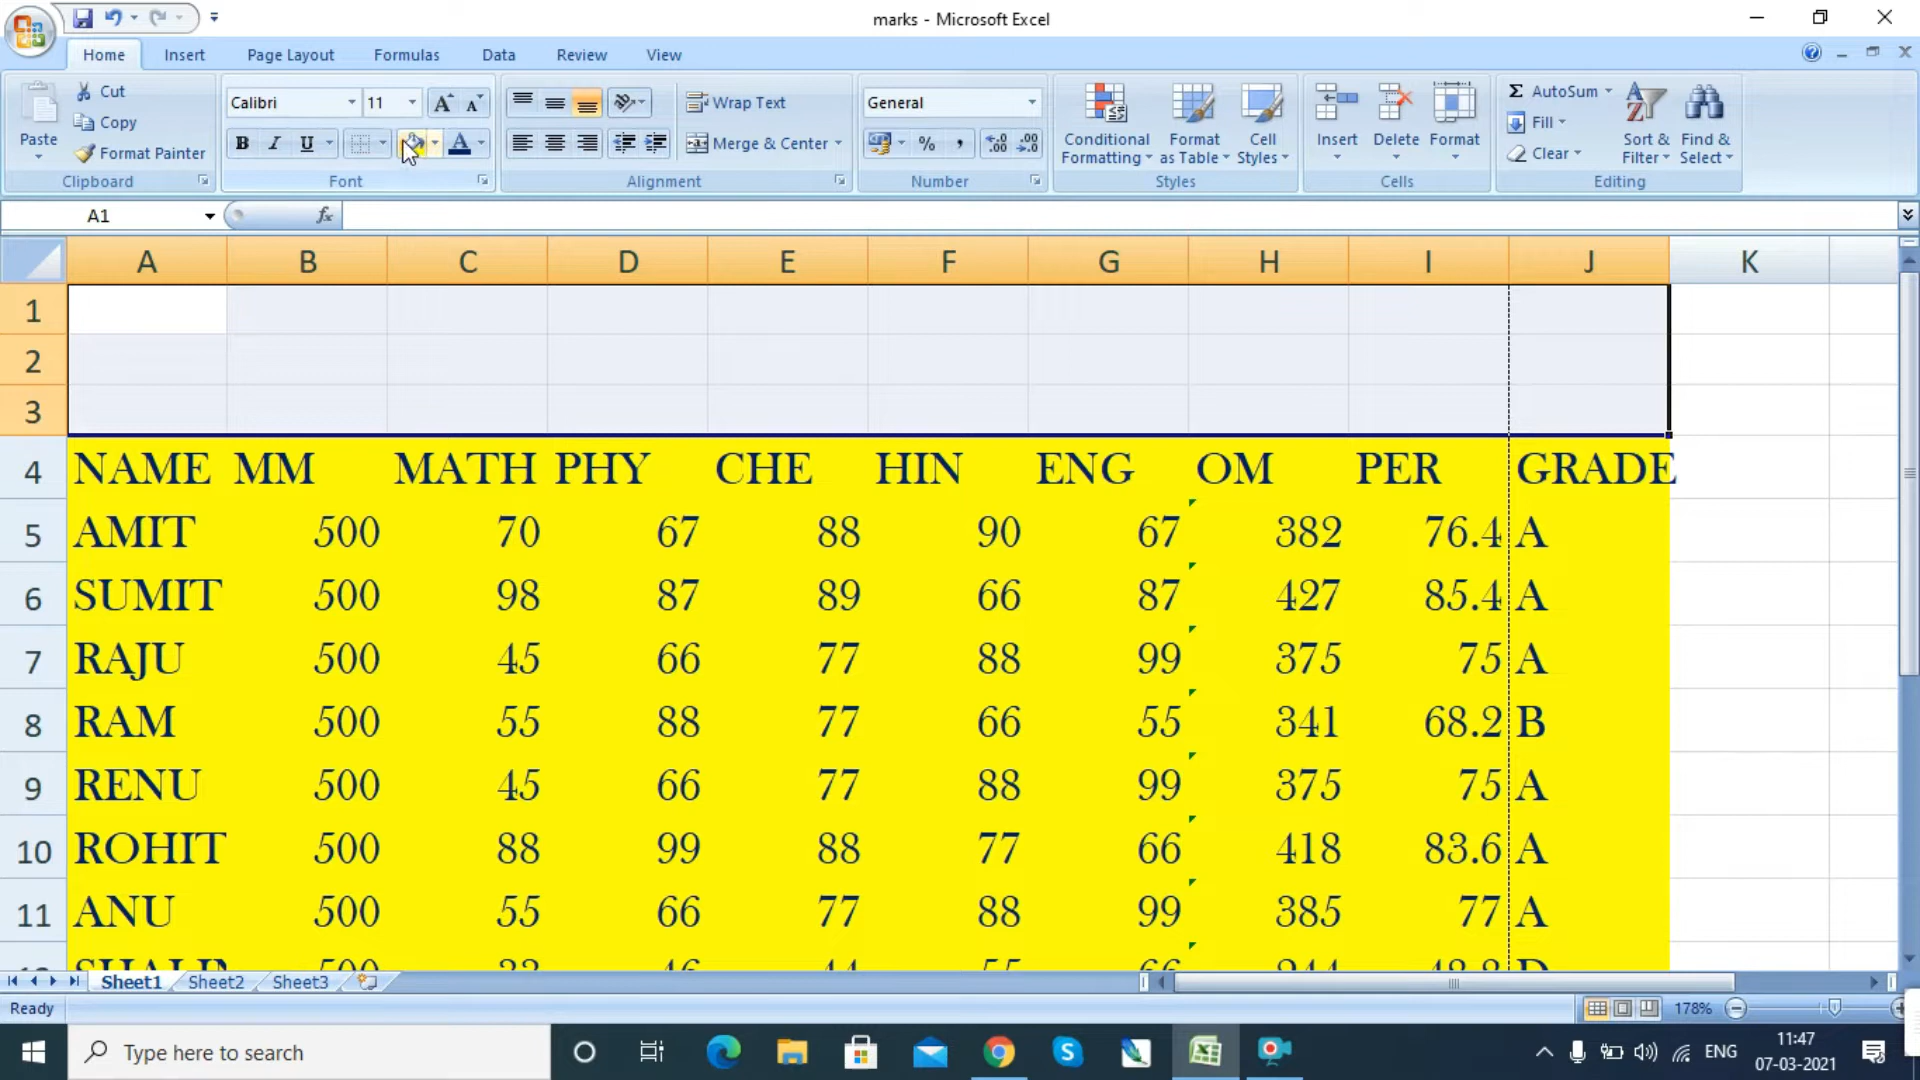 marks - Microsoft Excel
Home Insert Page Layout Formulas Data Review View
Paste
Cut
Copy
Format Painter
Clipboard
Calibri 11
B I U A
Font
Wrap Text
Merge & Center
Alignment
General
% ,
Number
Conditional Formatting
Format as Table
Cell Styles
Styles
Insert Delete Format
Cells
Σ AutoSum
Fill
Clear
Sort & Filter
Find & Select
Editing
A1 fx
A B C D E F G H I J K
1
2
3
4 NAME MM MATH PHY CHE HIN ENG OM PER GRADE
5 AMIT 500 70 67 88 90 67 382 76.4 A
6 SUMIT 500 98 87 89 66 87 427 85.4 A
7 RAJU 500 45 66 77 88 99 375 75 A
8 RAM 500 55 88 77 66 55 341 68.2 B
9 RENU 500 45 66 77 88 99 375 75 A
10 ROHIT 500 88 99 88 77 66 418 83.6 A
11 ANU 500 55 66 77 88 99 385 77 A
Sheet1 Sheet2 Sheet3
Ready 178%
Type here to search
ENG
11:47
07-03-2021